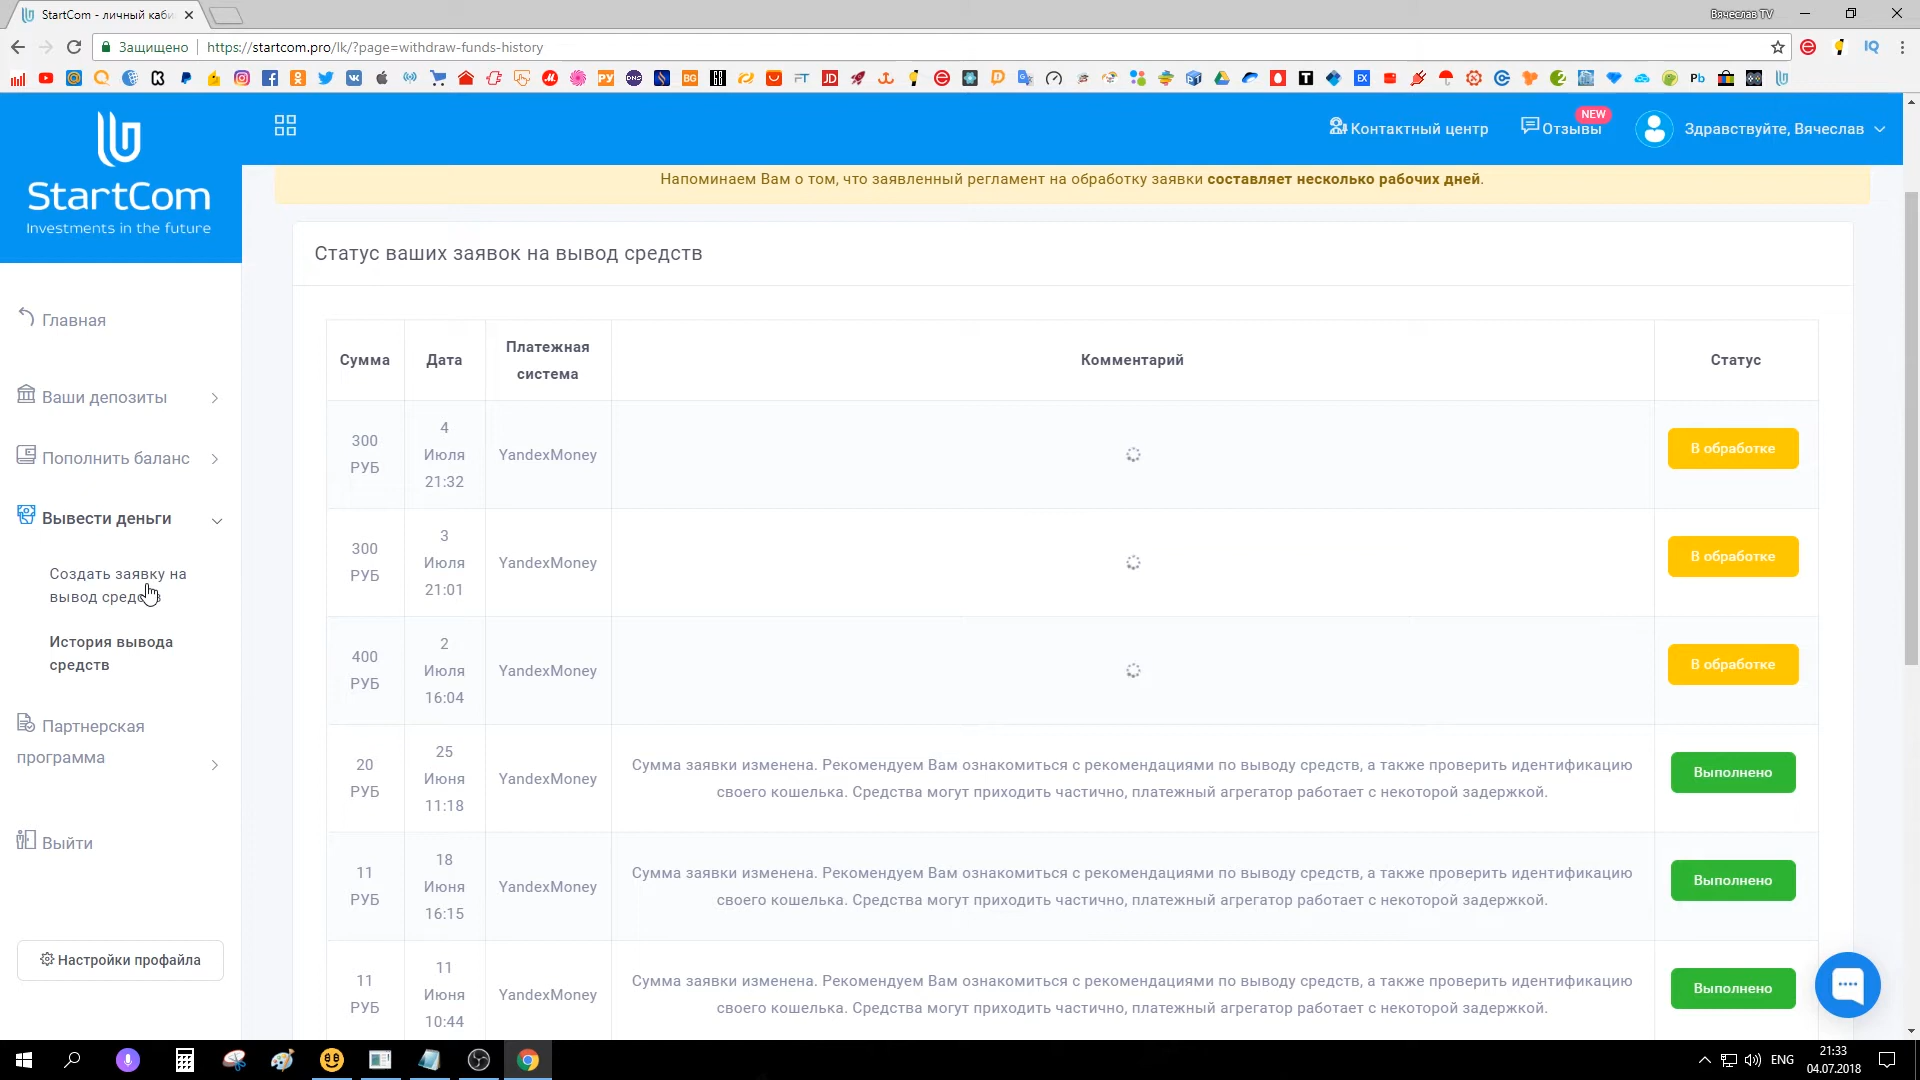 StartCom - личный каби
Вячеслав TV
Защищено
https://startcom.pro/lk/?page=withdraw-funds-history
StartCom
Investments in the future
Контактный центр
Отзывы
NEW
Здравствуйте, Вячеслав
Напоминаем Вам о том, что заявленный регламент на обработку заявки составляет несколько рабочих дней.
Статус ваших заявок на вывод средств
Главная
Ваши депозиты
Пополнить баланс
Вывести деньги
Создать заявку на
вывод средств
История вывода
средств
Партнерская
программа
Выйти
Настройки профайла
Сумма
Дата
Платежная
система
Комментарий
Статус
300
РУБ
4
Июля
21:32
YandexMoney
В обработке
300
РУБ
3
Июля
21:01
YandexMoney
В обработке
400
РУБ
2
Июля
16:04
YandexMoney
В обработке
20
РУБ
25
Июня
11:18
YandexMoney
Сумма заявки изменена. Рекомендуем Вам ознакомиться с рекомендациями по выводу средств, а также проверить идентификацию
своего кошелька. Средства могут приходить частично, платежный агрегатор работает с некоторой задержкой.
Выполнено
11
РУБ
18
Июня
16:15
YandexMoney
Сумма заявки изменена. Рекомендуем Вам ознакомиться с рекомендациями по выводу средств, а также проверить идентификацию
своего кошелька. Средства могут приходить частично, платежный агрегатор работает с некоторой задержкой.
Выполнено
11
РУБ
11
Июня
10:44
YandexMoney
Сумма заявки изменена. Рекомендуем Вам ознакомиться с рекомендациями по выводу средств, а также проверить идентификацию
своего кошелька. Средства могут приходить частично, платежный агрегатор работает с некоторой задержкой.
Выполнено
ENG
21:33
04.07.2018